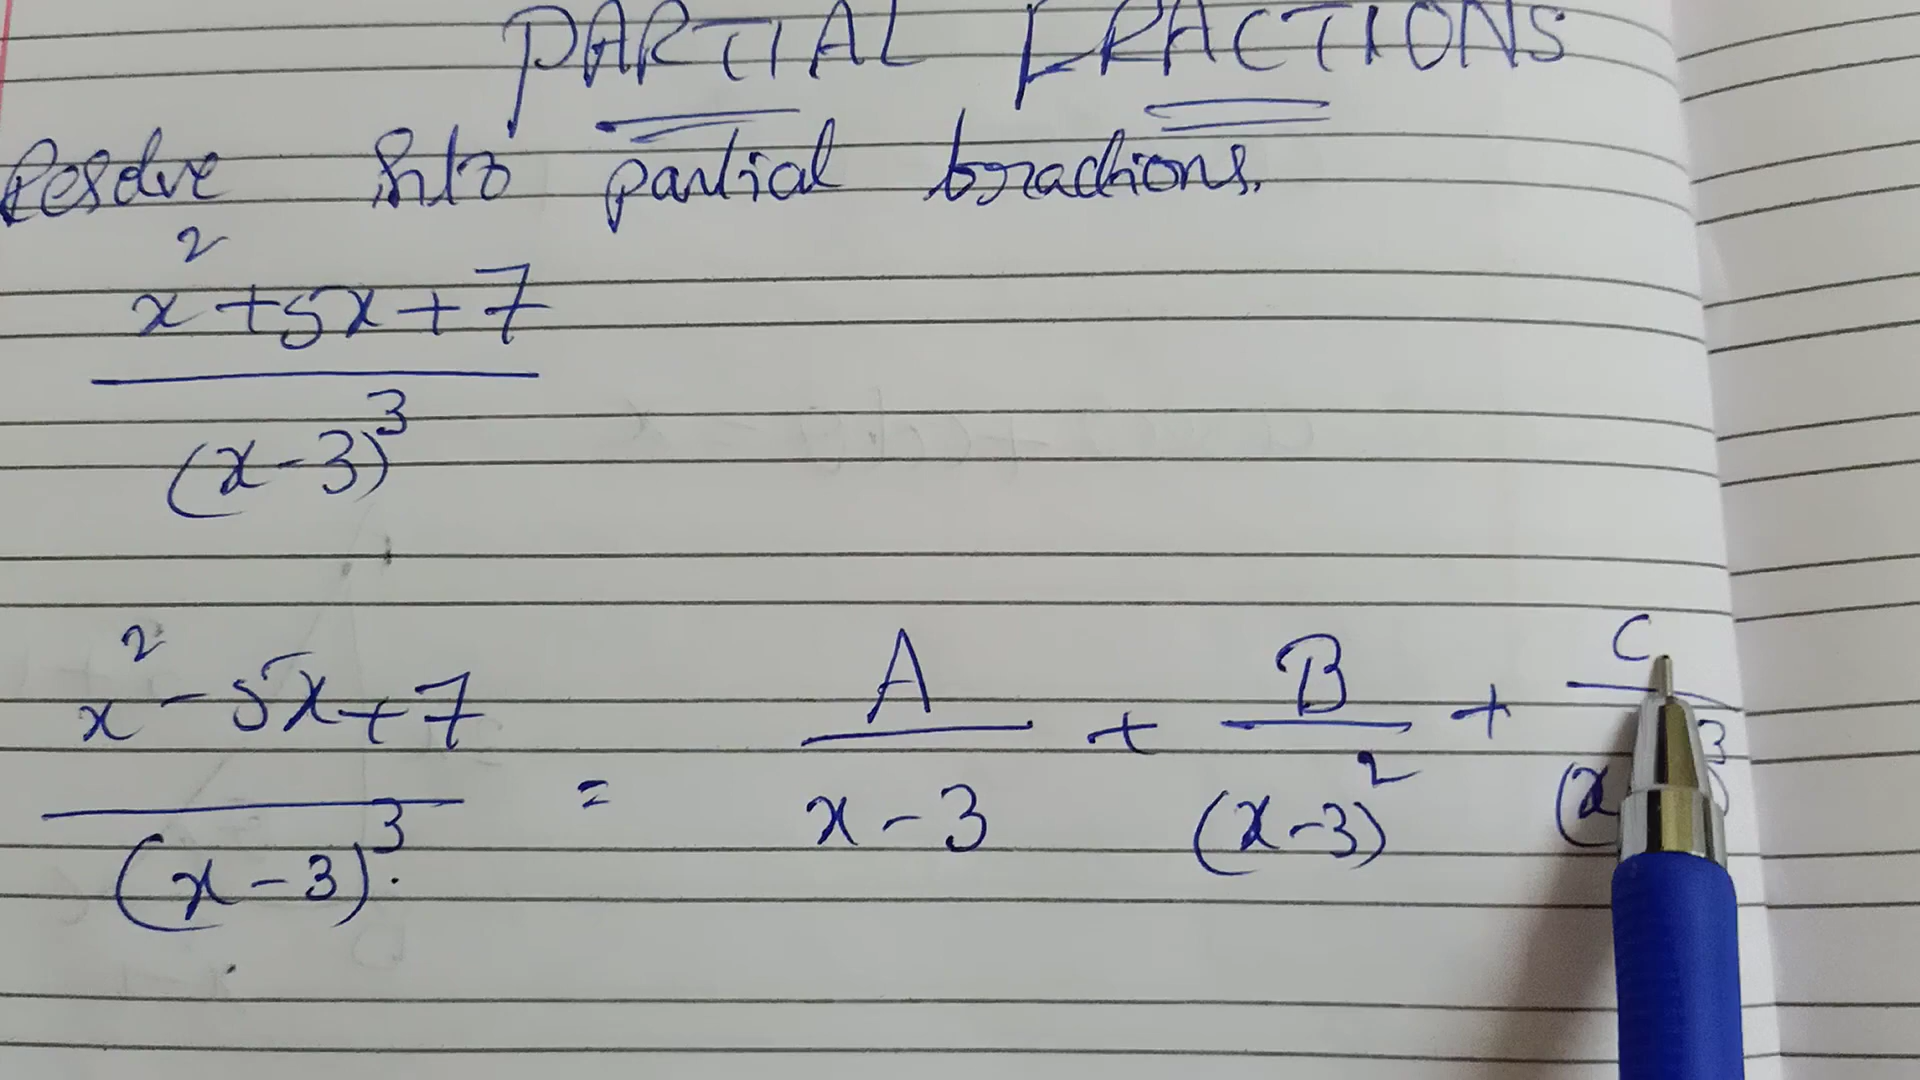 PARTIAL FRACTIONS
Resolve into partial fractions.
x² + 5x + 7
(x - 3)³
x² - 5x + 7 = A + B + C
(x - 3)³. x - 3 (x - 3)² (x 3